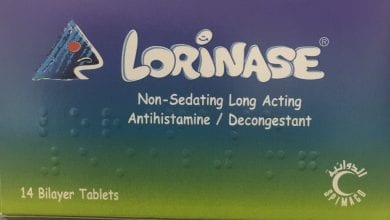 LORINASE®
Non-Sedating Long Acting
Antihistamine / Decongestant
14 Bilayer Tablets
الدوائية
SPIMACO